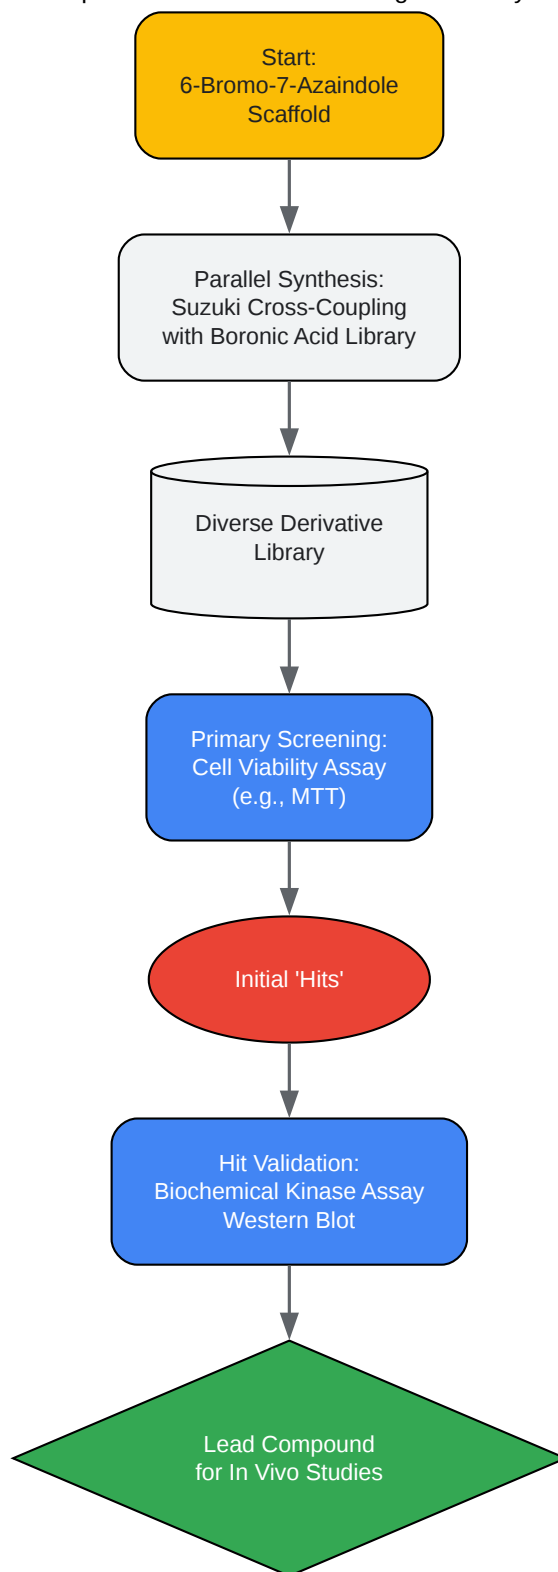 Start:
6-Bromo-7-Azaindole
Scaffold
Parallel Synthesis:
Suzuki Cross-Coupling
with Boronic Acid Library
Diverse Derivative
Library
Primary Screening:
Cell Viability Assay
(e.g., MTT)
Initial 'Hits'
Hit Validation:
Biochemical Kinase Assay
Western Blot
Lead Compound
for In Vivo Studies